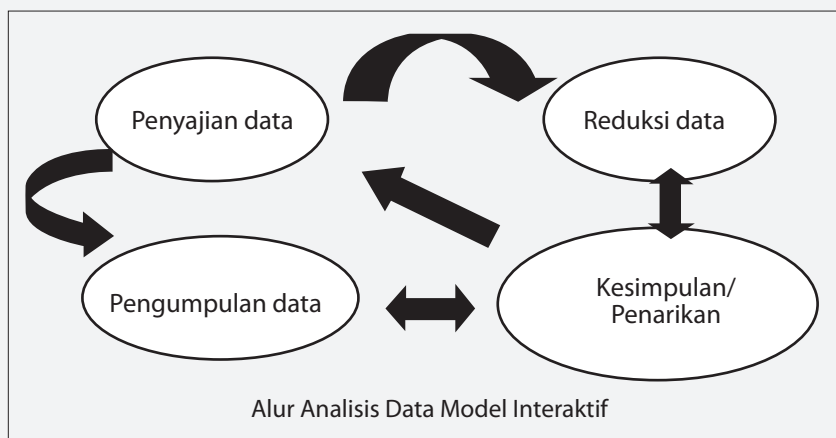 Penyajian data
Reduksi data
Pengumpulan data
Kesimpulan/
Penarikan
Alur Analisis Data Model Interaktif